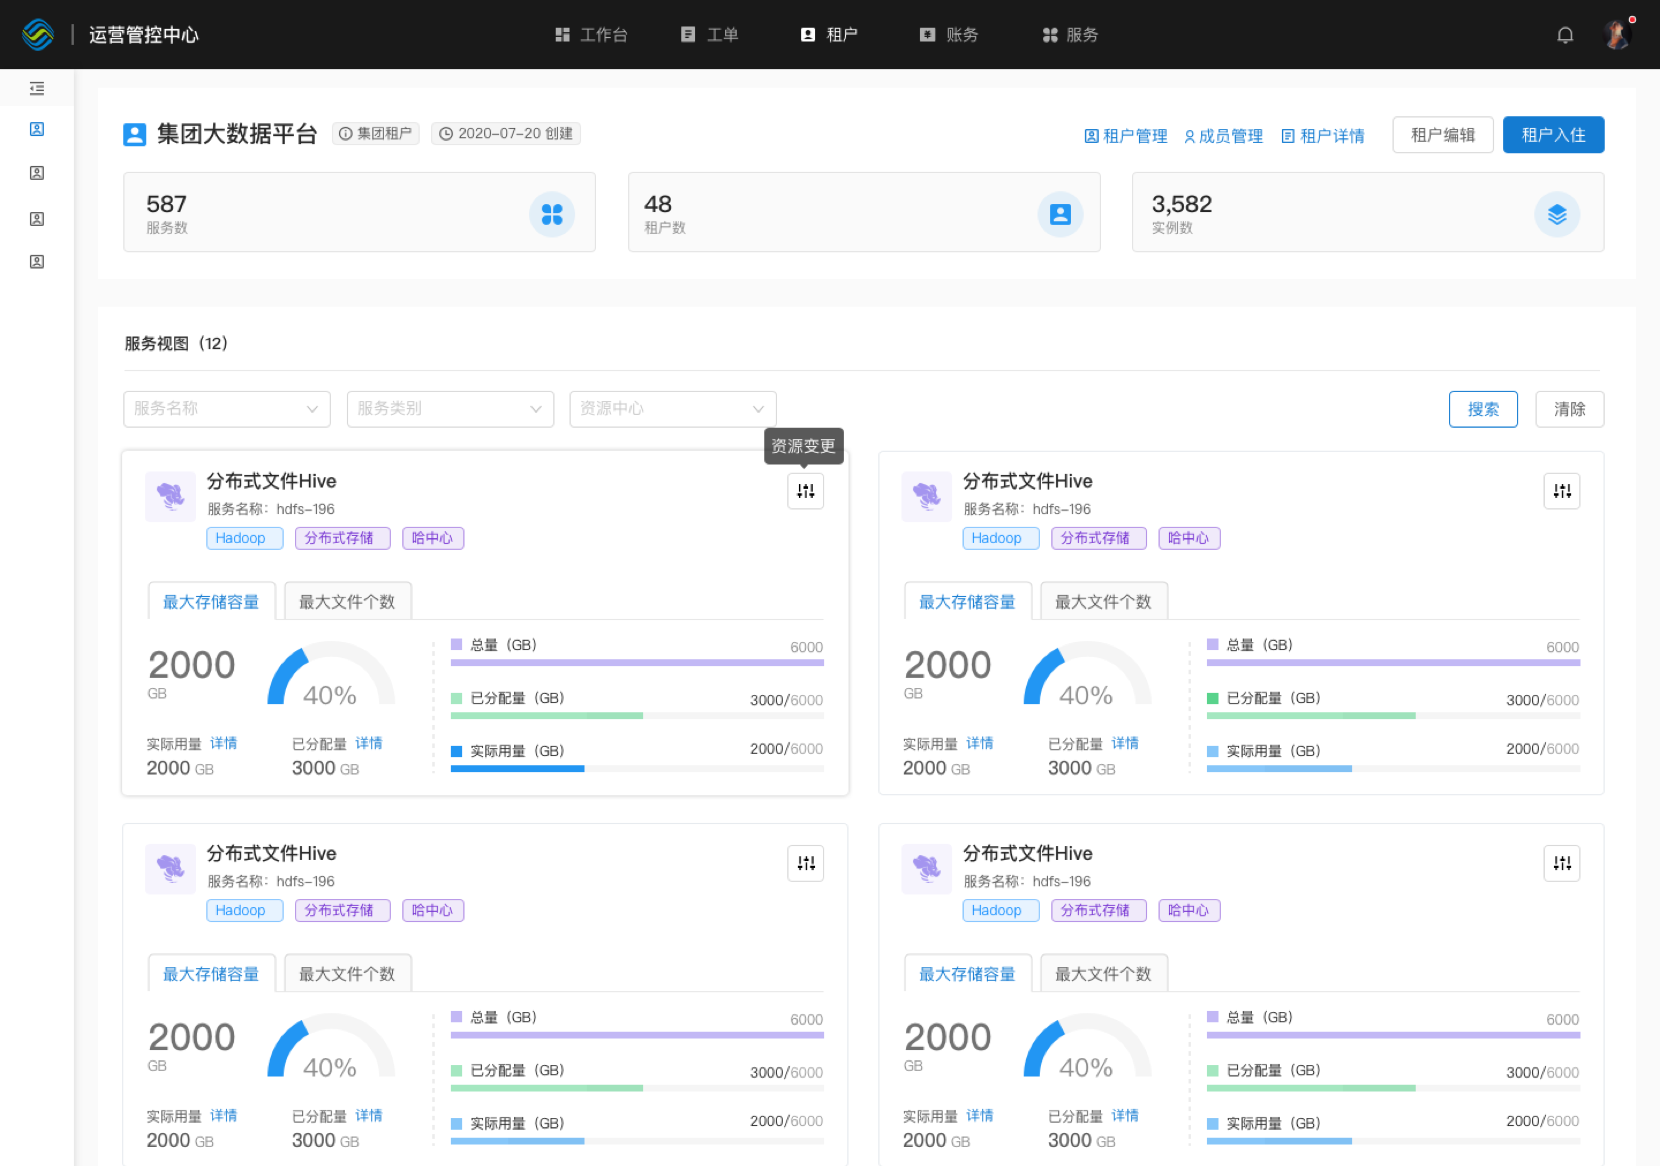 运营管控中心
工作台
工单
租户
账务
服务
集团大数据平台
集团租户
2020-07-20 创建
租户管理
成员管理
租户详情
租户编辑
租户入住
587
服务数
48
租户数
3,582
实例数
服务视图（12）
服务名称
服务类别
资源中心
搜索
清除
资源变更
分布式文件Hive
服务名称：hdfs-196
Hadoop
分布式存储
哈中心
最大存储容量
最大文件个数
2000
GB
40%
实际用量 详情
2000 GB
已分配量 详情
3000 GB
总量（GB）
6000
已分配量（GB）
3000/6000
实际用量（GB）
2000/6000
分布式文件Hive
服务名称：hdfs-196
Hadoop
分布式存储
哈中心
最大存储容量
最大文件个数
2000
GB
40%
实际用量 详情
2000 GB
已分配量 详情
3000 GB
总量（GB）
6000
已分配量（GB）
3000/6000
实际用量（GB）
2000/6000
分布式文件Hive
服务名称：hdfs-196
Hadoop
分布式存储
哈中心
最大存储容量
最大文件个数
2000
GB
40%
实际用量 详情
2000 GB
已分配量 详情
3000 GB
总量（GB）
6000
已分配量（GB）
3000/6000
实际用量（GB）
2000/6000
分布式文件Hive
服务名称：hdfs-196
Hadoop
分布式存储
哈中心
最大存储容量
最大文件个数
2000
GB
40%
实际用量 详情
2000 GB
已分配量 详情
3000 GB
总量（GB）
6000
已分配量（GB）
3000/6000
实际用量（GB）
2000/6000